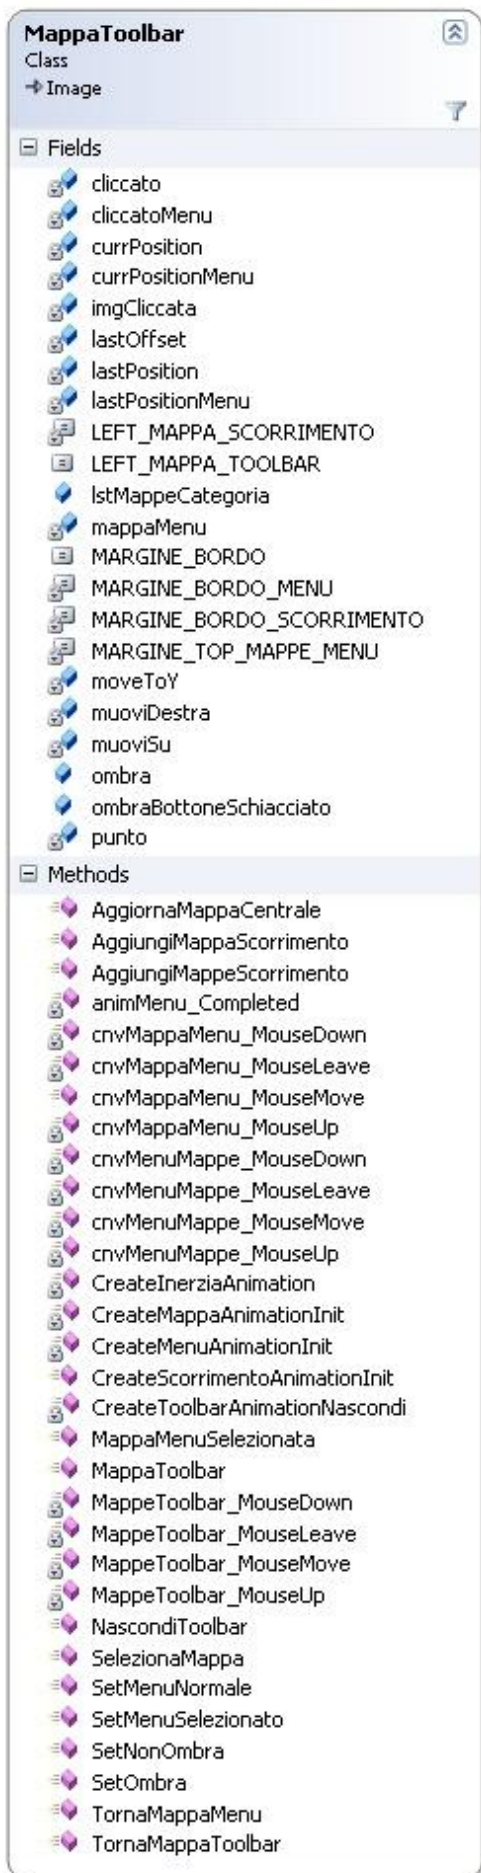 MappaToolbar
Class
Image
Fields
cliccato
cliccatoMenu
currPosition
currPositionMenu
imgCliccata
lastOffset
lastPosition
lastPositionMenu
LEFT_MAPPA_SCORRIMENTO
LEFT_MAPPA_TOOLBAR
lstMappeCategoria
mappaMenu
MARGINE_BORDO
MARGINE_BORDO_MENU
MARGINE_BORDO_SCORRIMENTO
MARGINE_TOP_MAPPE_MENU
moveToY
muoviDestra
muoviSu
ombra
ombraBottoneSchiacciato
punto
Methods
AggiornaMappaCentrale
AggiungiMappaScorrimento
AggiungiMappeScorrimento
animMenu_Completed
cnvMappaMenu_MouseDown
cnvMappaMenu_MouseLeave
cnvMappaMenu_MouseMove
cnvMappaMenu_MouseUp
cnvMenuMappe_MouseDown
cnvMenuMappe_MouseLeave
cnvMenuMappe_MouseMove
cnvMenuMappe_MouseUp
CreateInerziaAnimation
CreateMappaAnimationInit
CreateMenuAnimationInit
CreateScorrimentoAnimationInit
CreateToolbarAnimationNascondi
MappaMenuSelezionata
MappaToolbar
MappeToolbar_MouseDown
MappeToolbar_MouseLeave
MappeToolbar_MouseMove
MappeToolbar_MouseUp
NascondiToolbar
SelezionaMappa
SetMenuNormale
SetMenuSelezionato
SetNonOmbra
SetOmbra
TornaMappaMenu
TornaMappaToolbar